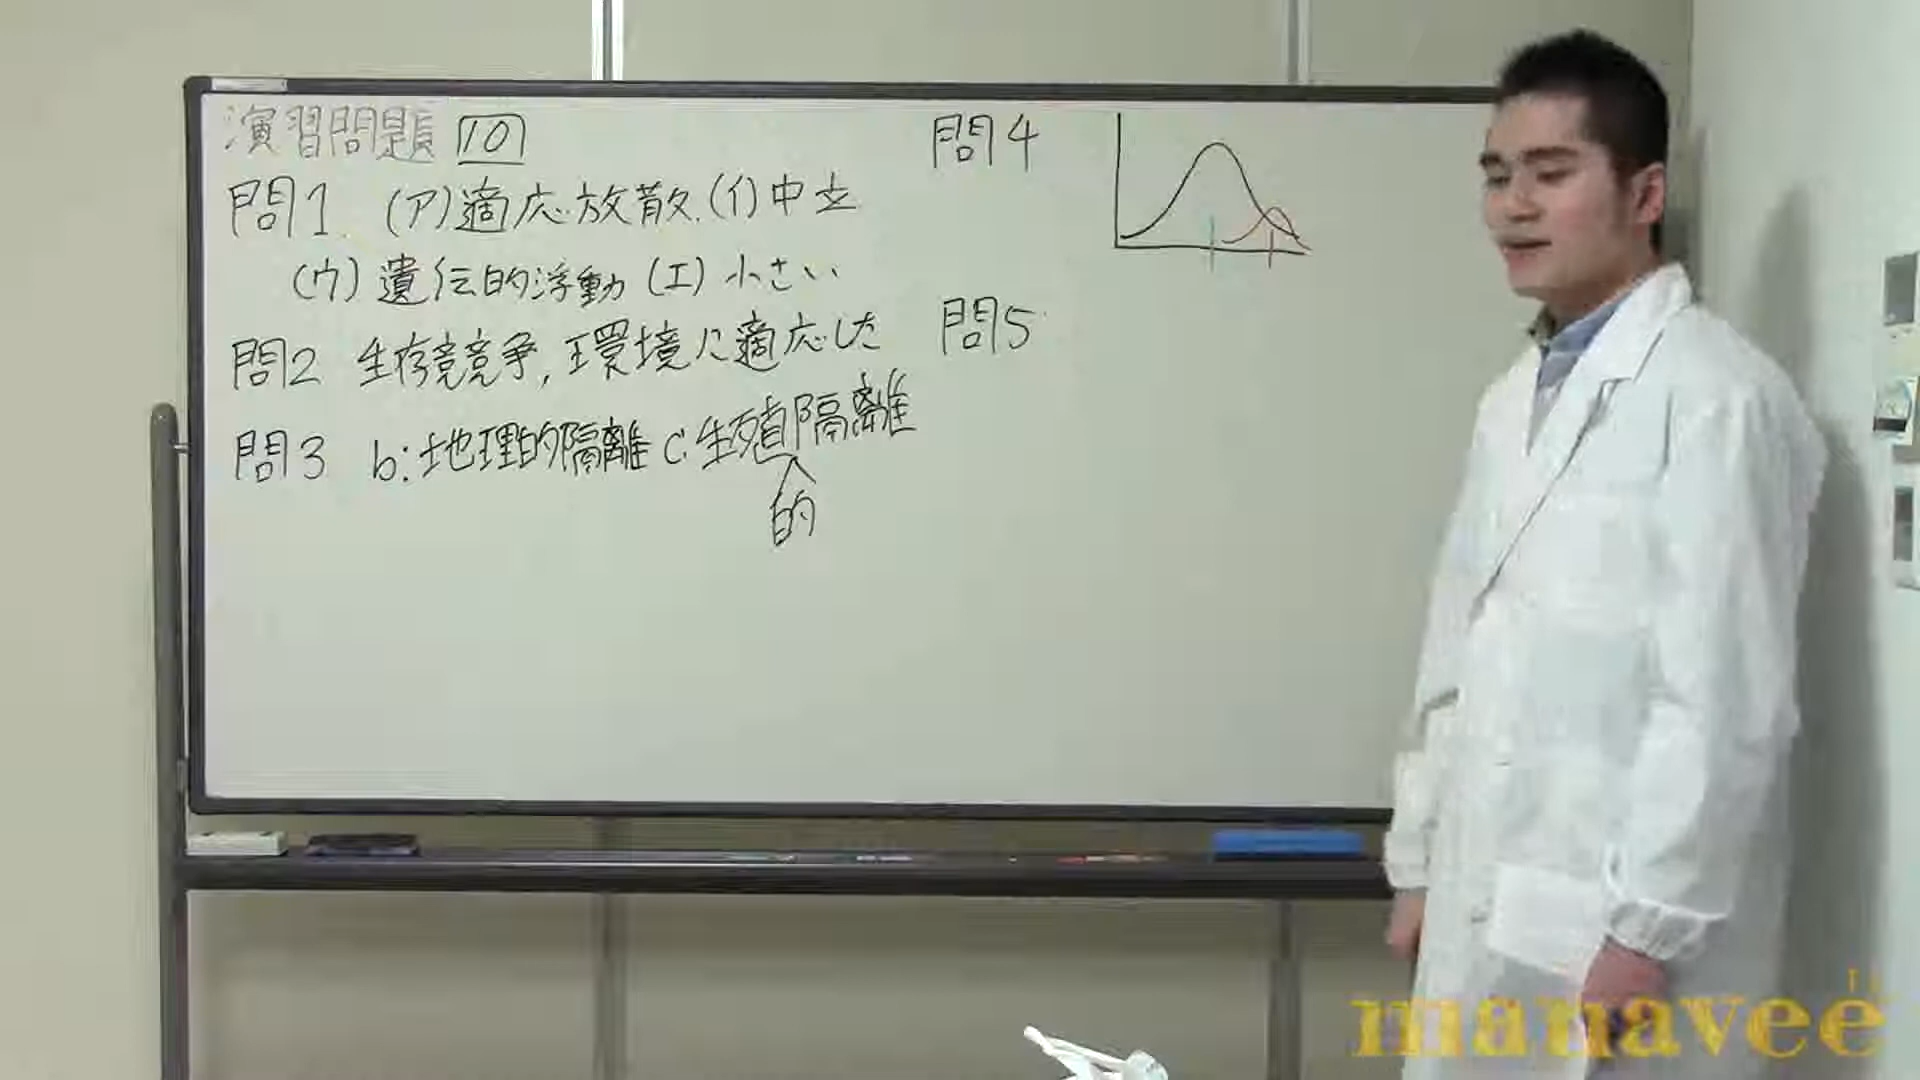 演習問題 10
問1 (ア)適応放散 (イ)中立
(ウ)遺伝的浮動 (エ)小さい
問2 生存競争,環境に適応した
問3 b:地理的隔離 c:生殖隔離
的
問4
問5
manavee